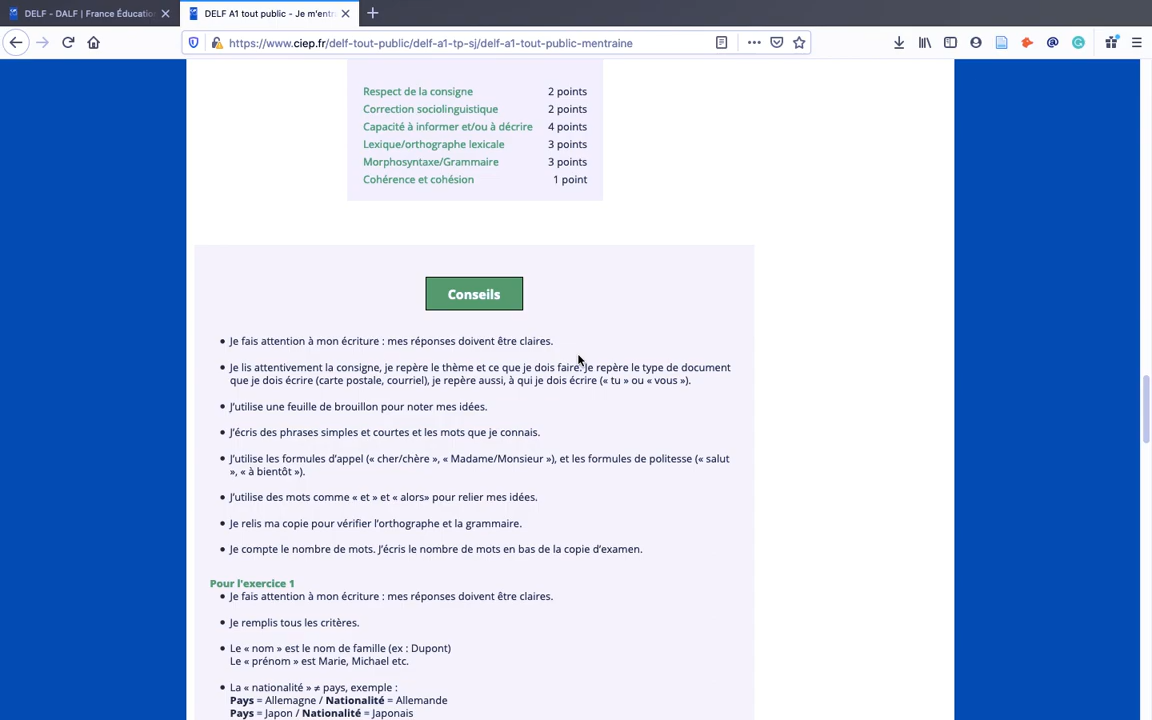 DELF - DALF | France Éducatio
DELF A1 tout public - Je m'entr
https://www.ciep.fr/delf-tout-public/delf-a1-tp-sj/delf-a1-tout-public-mentraine
Respect de la consigne 2 points
Correction sociolinguistique 2 points
Capacité à informer et/ou à décrire 4 points
Lexique/orthographe lexicale 3 points
Morphosyntaxe/Grammaire 3 points
Cohérence et cohésion 1 point
Conseils
• Je fais attention à mon écriture : mes réponses doivent être claires.
• Je lis attentivement la consigne, je repère le thème et ce que je dois faire. Je repère le type de document
que je dois écrire (carte postale, courriel), je repère aussi, à qui je dois écrire (« tu » ou « vous »).
• J'utilise une feuille de brouillon pour noter mes idées.
• J'écris des phrases simples et courtes et les mots que je connais.
• J'utilise les formules d'appel (« cher/chère », « Madame/Monsieur »), et les formules de politesse (« salut
», « à bientôt »).
• J'utilise des mots comme « et » et « alors» pour relier mes idées.
• Je relis ma copie pour vérifier l'orthographe et la grammaire.
• Je compte le nombre de mots. J'écris le nombre de mots en bas de la copie d'examen.
Pour l'exercice 1
• Je fais attention à mon écriture : mes réponses doivent être claires.
• Je remplis tous les critères.
• Le « nom » est le nom de famille (ex : Dupont)
Le « prénom » est Marie, Michael etc.
• La « nationalité » ≠ pays, exemple :
Pays = Allemagne / Nationalité = Allemande
Pays = Japon / Nationalité = Japonais